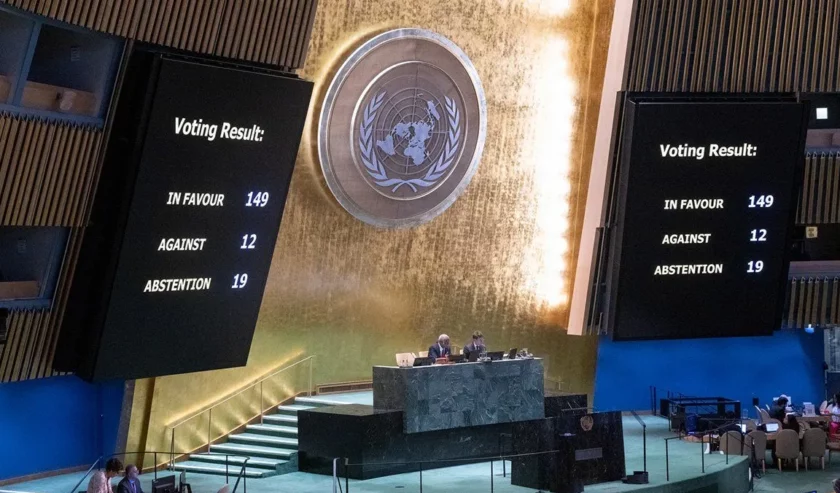 Voting Result:
IN FAVOUR 149
AGAINST 12
ABSTENTION 19
Voting Result:
IN FAVOUR 149
AGAINST 12
ABSTENTION 19